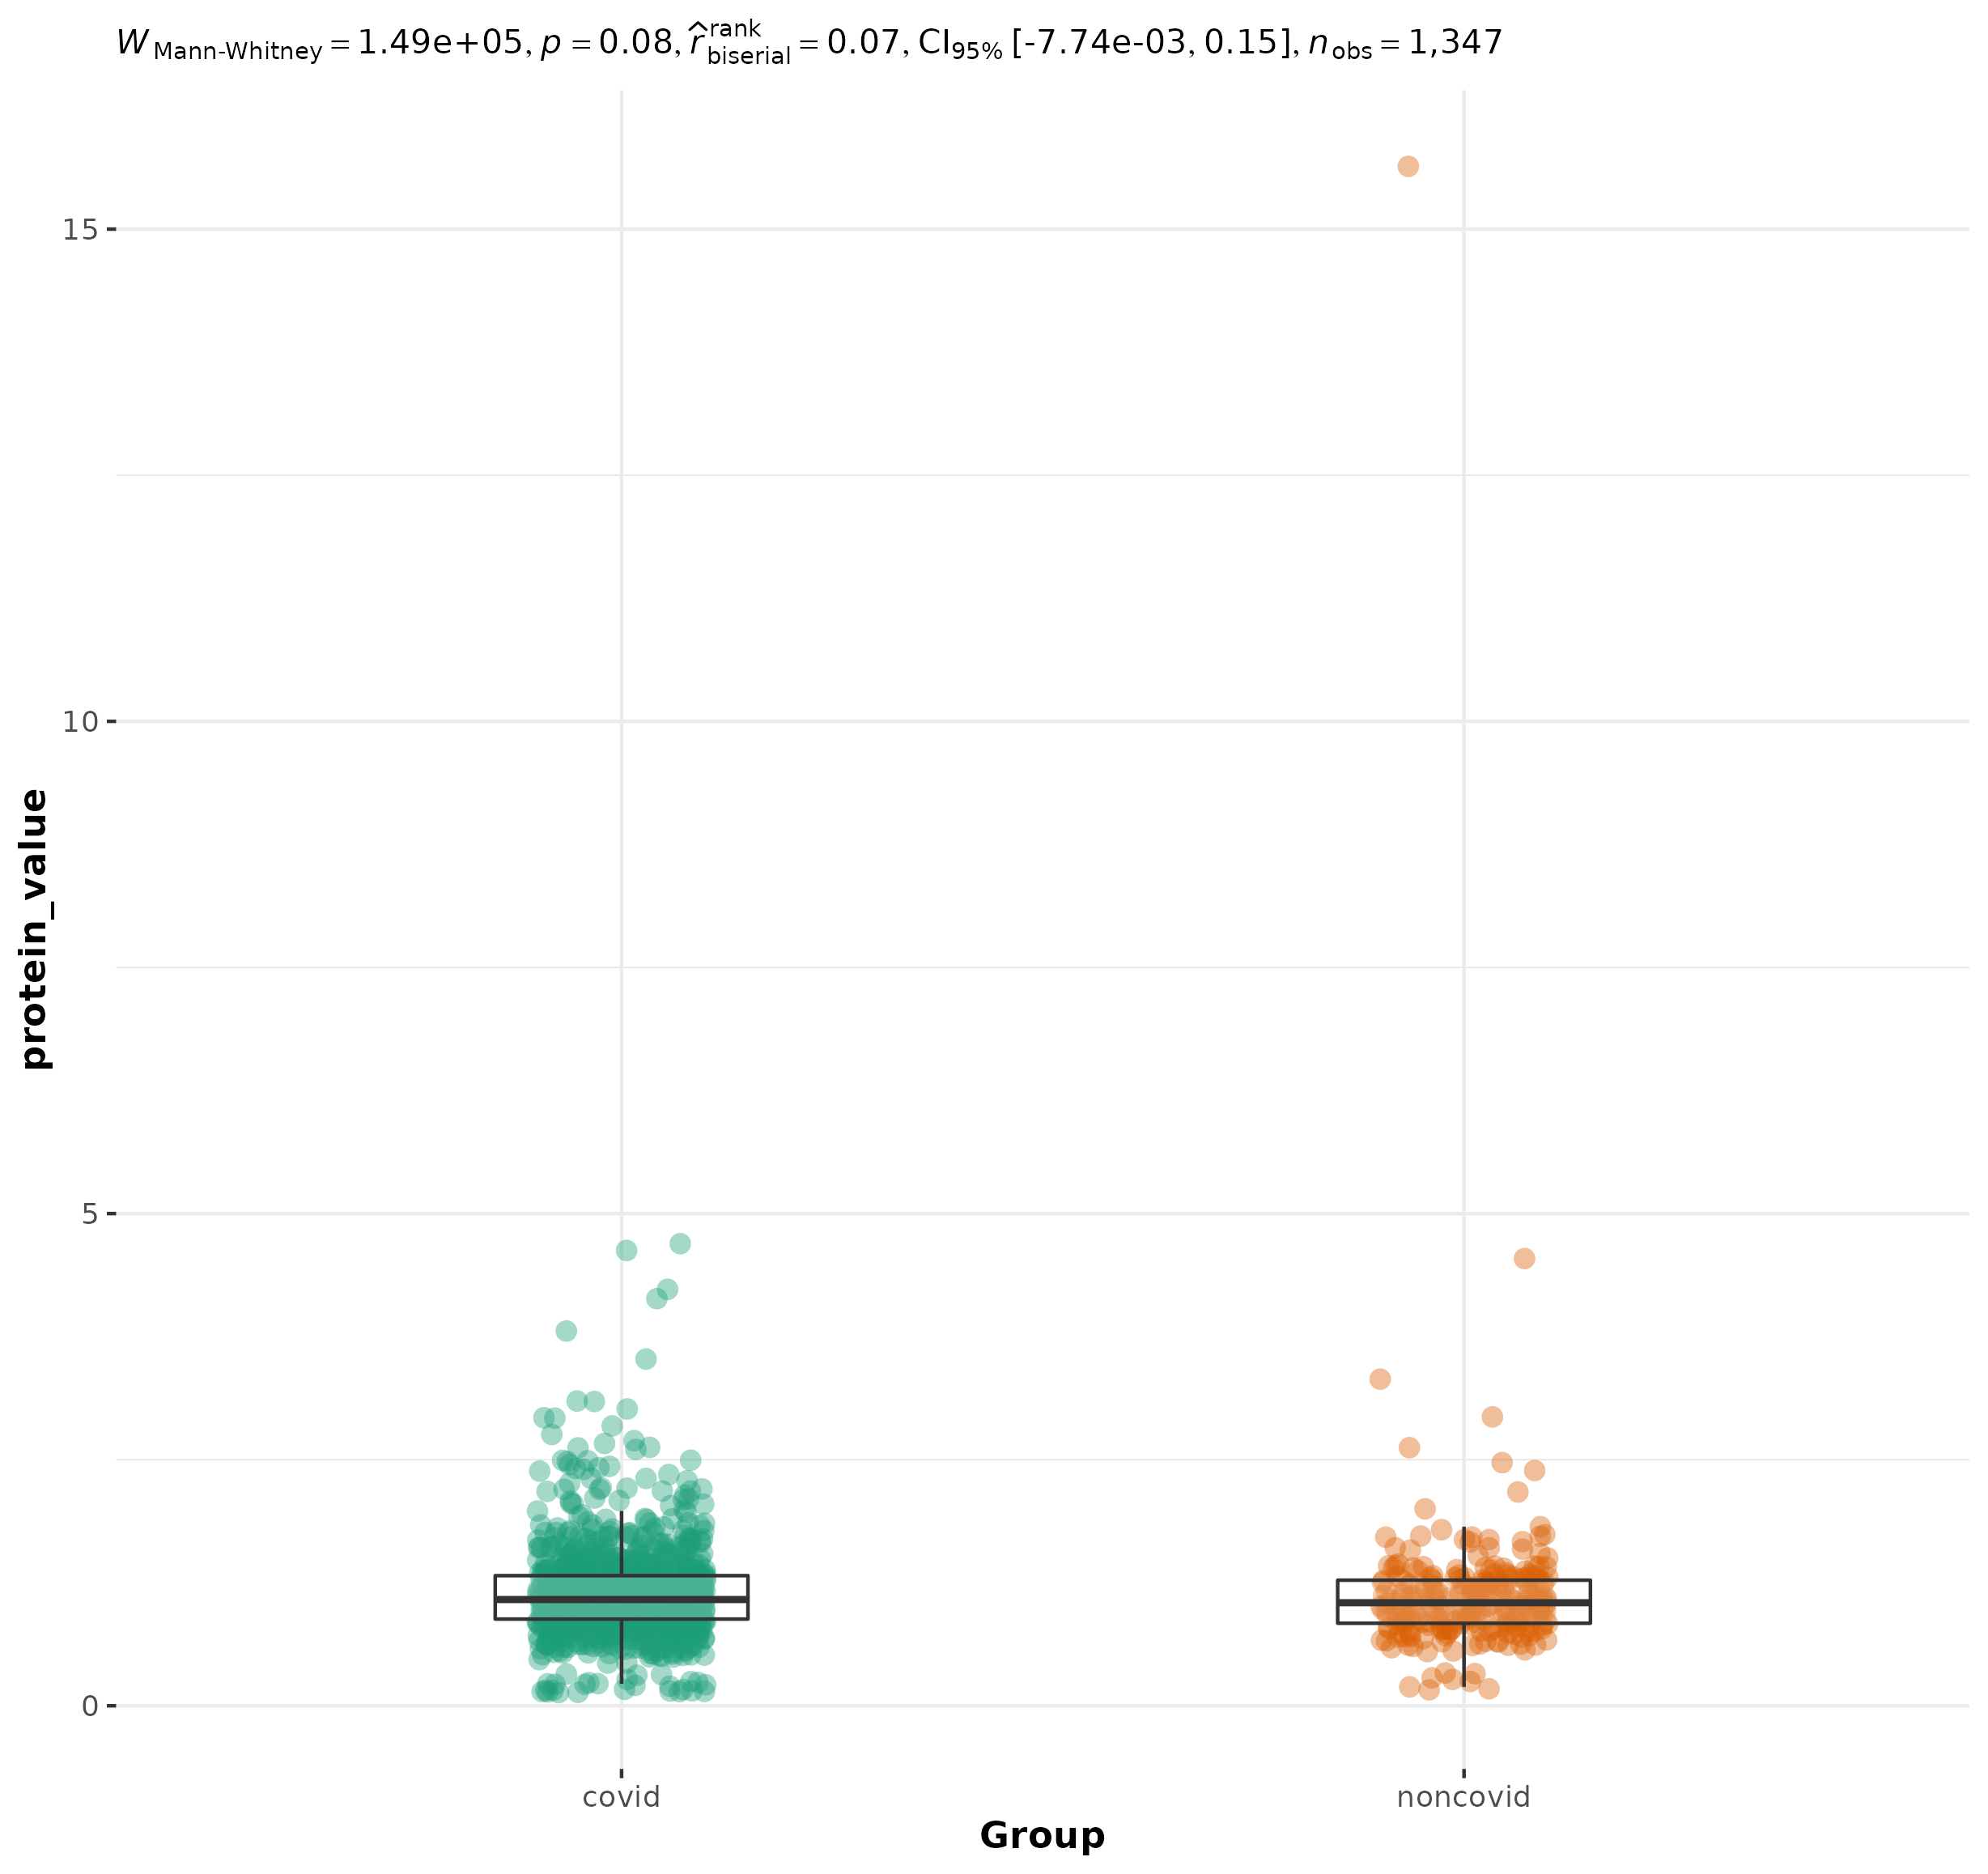 W Mann-Whitney = 1.49e+05, p = 0.08, r̂ rank biserial = 0.07, CI95% [-7.74e-03, 0.15], nobs = 1,347
15
10
5
0
protein_value
covid noncovid
Group